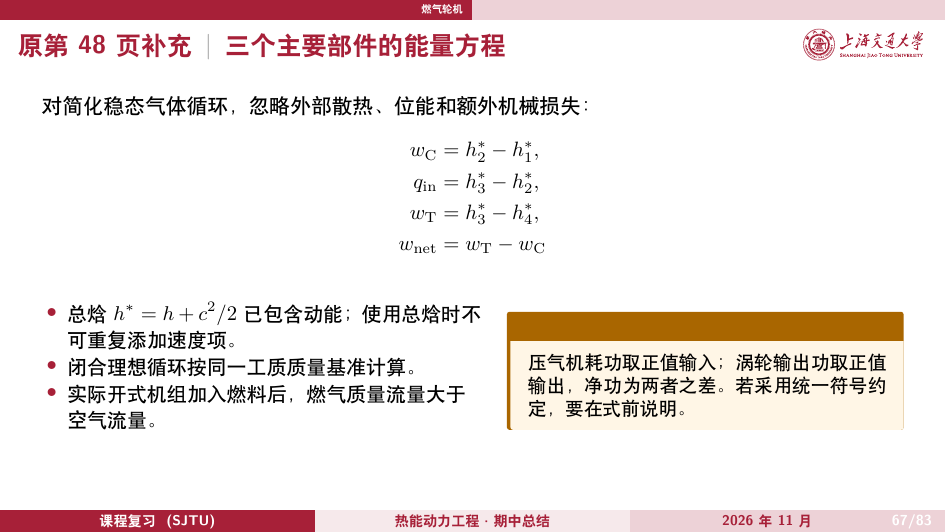 燃气轮机
原第 48 页补充 | 三个主要部件的能量方程
上海交通大学
SHANGHAI JIAO TONG UNIVERSITY
对简化稳态气体循环，忽略外部散热、位能和额外机械损失：
w_C = h_2^* − h_1^*,
q_in = h_3^* − h_2^*,
w_T = h_3^* − h_4^*,
w_net = w_T − w_C
• 总焓 h^* = h + c^2/2 已包含动能；使用总焓时不
可重复添加速度项。
• 闭合理想循环按同一工质质量基准计算。
• 实际开式机组加入燃料后，燃气质量流量大于
空气流量。
压气机耗功取正值输入；涡轮输出功取正值
输出，净功为两者之差。若采用统一符号约
定，要在式前说明。
课程复习 (SJTU)
热能动力工程 · 期中总结
2026 年 11 月
67/83